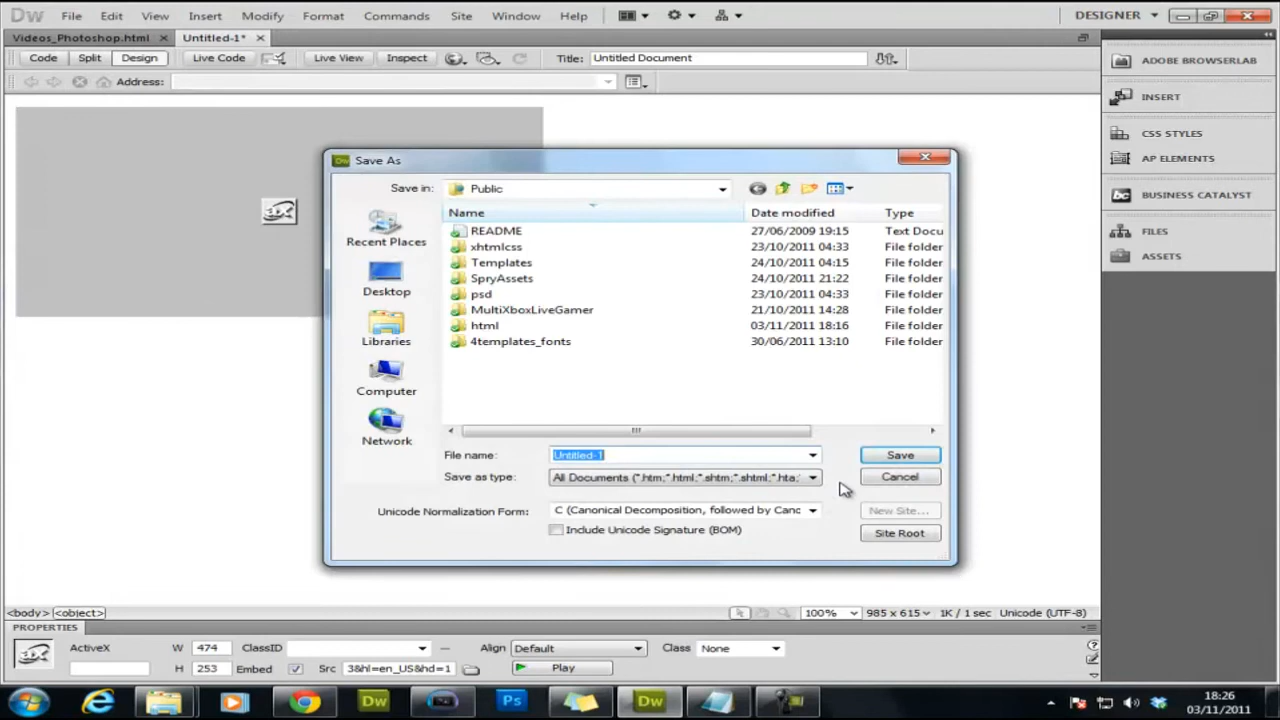 Dw File Edit View Insert Modify Format Commands Site Window Help DESIGNER
Videos_Photoshop.html Untitled-1*
Code Split Design Live Code Live View Inspect Title: Untitled Document
Address:
ADOBE BROWSERLAB
INSERT
CSS STYLES
AP ELEMENTS
BUSINESS CATALYST
FILES
ASSETS
Dw Save As
Save in: Public
Name Date modified Type
README 27/06/2009 19:15 Text Docu
xhtmlcss 23/10/2011 04:33 File folder
Templates 24/10/2011 04:15 File folder
SpryAssets 24/10/2011 21:22 File folder
psd 23/10/2011 04:33 File folder
MultiXboxLiveGamer 21/10/2011 14:28 File folder
html 03/11/2011 18:16 File folder
4templates_fonts 30/06/2011 13:10 File folder
Recent Places
Desktop
Libraries
Computer
Network
File name: Untitled-1 Save
Save as type: All Documents (*.htm;*.html;*.shtm;*.shtml;*.hta; Cancel
Unicode Normalization Form: C (Canonical Decomposition, followed by Canc New Site...
Include Unicode Signature (BOM) Site Root
<body> <object> 100% 985 x 615 1K / 1 sec Unicode (UTF-8)
PROPERTIES
ActiveX W 474 ClassID Align Default Class None
H 253 Embed Src 3&hl=en_US&hd=1 Play
Dw Ps Dw
18:26
03/11/2011